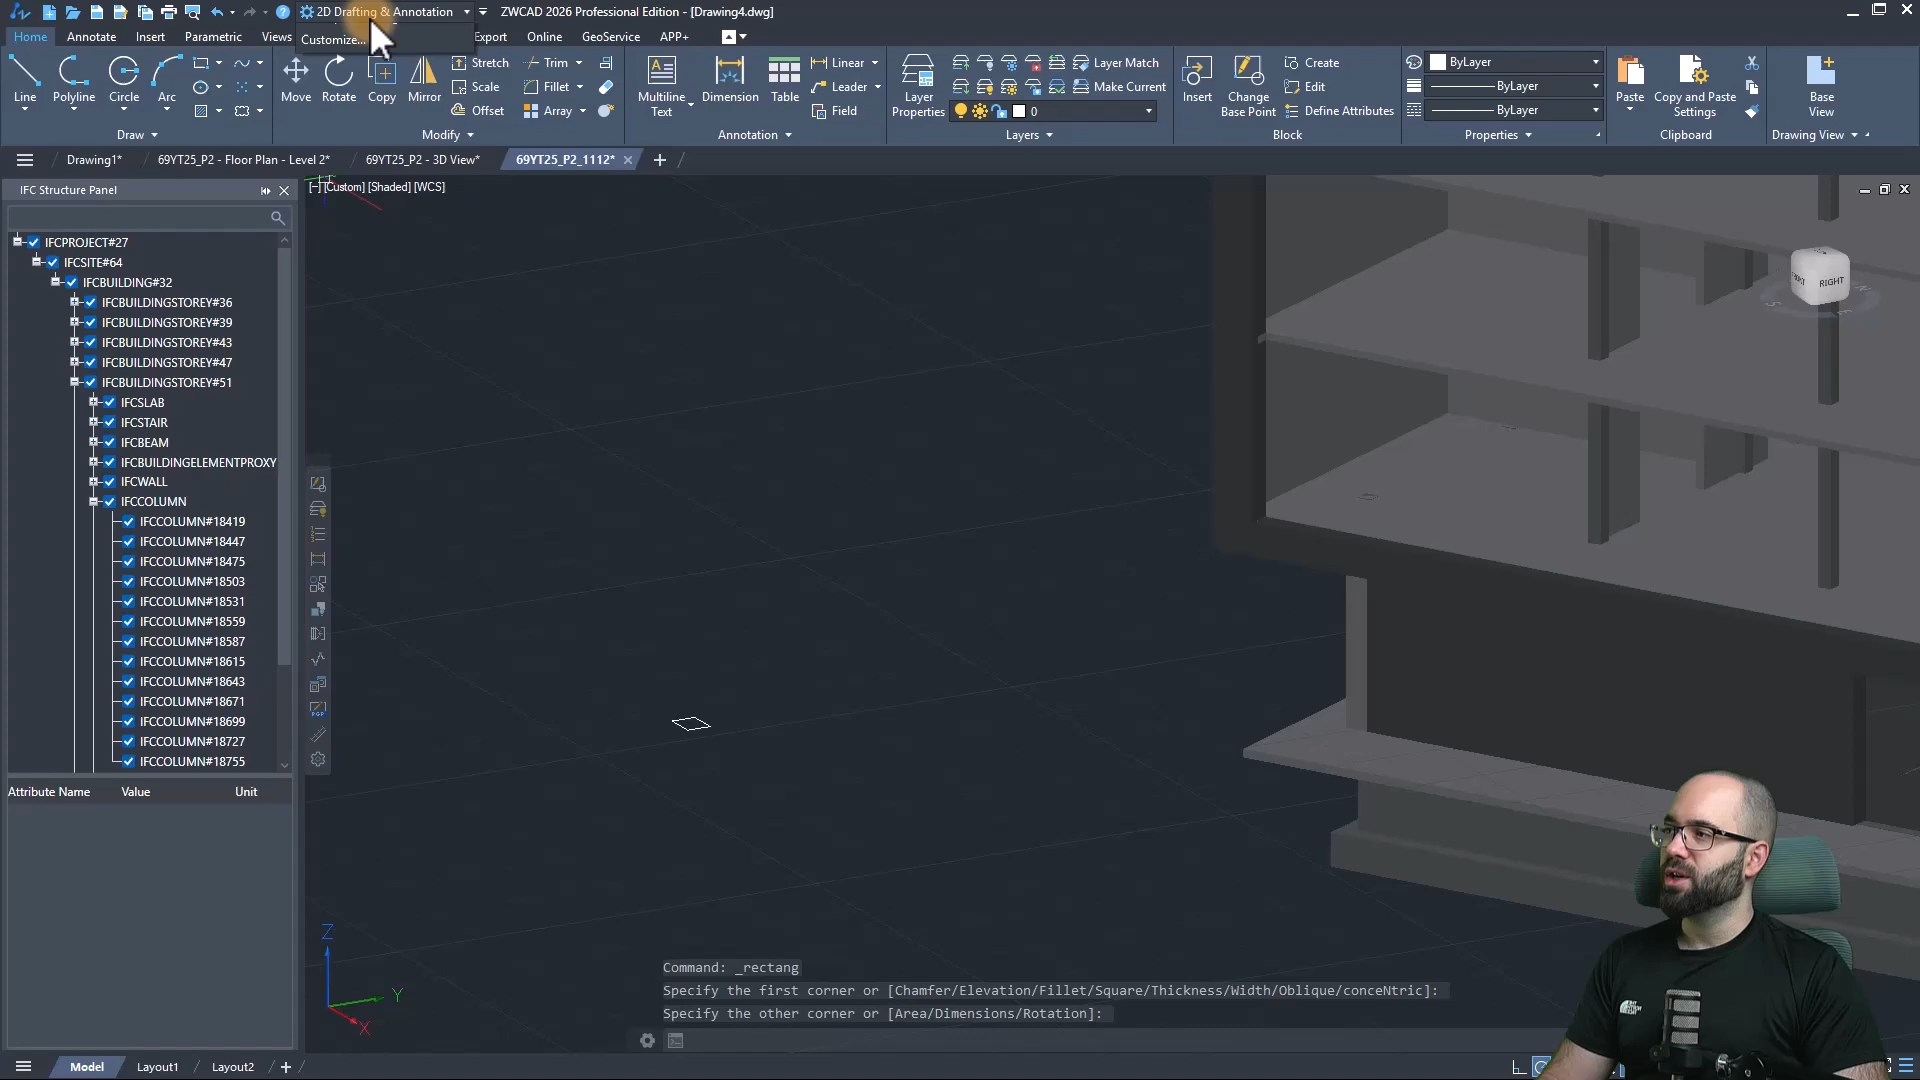 2D Drafting & Annotation
ZWCAD 2026 Professional Edition - [Drawing4.dwg]
Customize...
Home
Annotate
Insert
Parametric
Views
Export
Online
GeoService
APP+
Line
Polyline
Circle
Arc
Draw
Move
Rotate
Copy
Mirror
Stretch
Scale
Offset
Trim
Fillet
Array
Modify
Multiline
Text
Dimension
Table
Linear
Leader
Field
Annotation
Layer
Properties
Layer Match
Make Current
0
Layers
Insert
Change
Base Point
Create
Edit
Define Attributes
Block
ByLayer
ByLayer
ByLayer
Properties
Paste
Copy and Paste
Settings
Clipboard
Base
View
Drawing View
Drawing1*
69YT25_P2 - Floor Plan - Level 2*
69YT25_P2 - 3D View*
69YT25_P2_1112*
IFC Structure Panel
[−] [Custom] [Shaded] [WCS]
IFCPROJECT#27
IFCSITE#64
IFCBUILDING#32
IFCBUILDINGSTOREY#36
IFCBUILDINGSTOREY#39
IFCBUILDINGSTOREY#43
IFCBUILDINGSTOREY#47
IFCBUILDINGSTOREY#51
IFCSLAB
IFCSTAIR
IFCBEAM
IFCBUILDINGELEMENTPROXY
IFCWALL
IFCCOLUMN
IFCCOLUMN#18419
IFCCOLUMN#18447
IFCCOLUMN#18475
IFCCOLUMN#18503
IFCCOLUMN#18531
IFCCOLUMN#18559
IFCCOLUMN#18587
IFCCOLUMN#18615
IFCCOLUMN#18643
IFCCOLUMN#18671
IFCCOLUMN#18699
IFCCOLUMN#18727
IFCCOLUMN#18755
Attribute Name
Value
Unit
RIGHT
Z
Y
X
Command: _rectang
Specify the first corner or [Chamfer/Elevation/Fillet/Square/Thickness/Width/Oblique/conceNtric]:
Specify the other corner or [Area/Dimensions/Rotation]:
Model
Layout1
Layout2